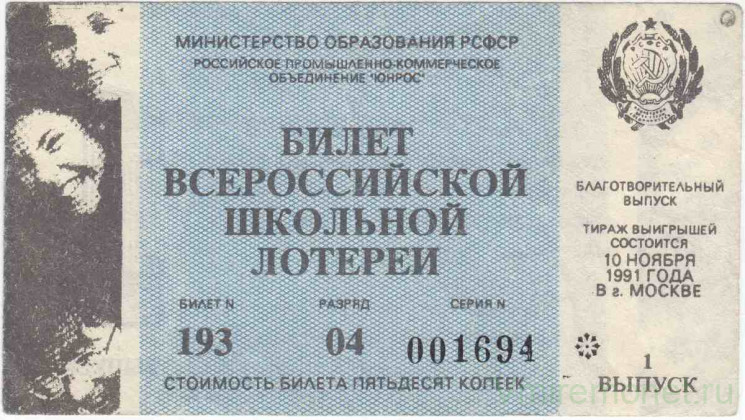 МИНИСТЕРСТВО ОБРАЗОВАНИЯ РСФСР
РОССИЙСКОЕ ПРОМЫШЛЕННО-КОММЕРЧЕСКОЕ
ОБЪЕДИНЕНИЕ "ЮНРОС"
БИЛЕТ
ВСЕРОССИЙСКОЙ
ШКОЛЬНОЙ
ЛОТЕРЕИ
БИЛЕТ N РАЗРЯД СЕРИЯ N
193 04 001694
СТОИМОСТЬ БИЛЕТА ПЯТЬДЕСЯТ КОПЕЕК
РСФСР
БЛАГОТВОРИТЕЛЬНЫЙ
ВЫПУСК
ТИРАЖ ВЫИГРЫШЕЙ
СОСТОИТСЯ
10 НОЯБРЯ
1991 ГОДА
В г. МОСКВЕ
1
ВЫПУСК